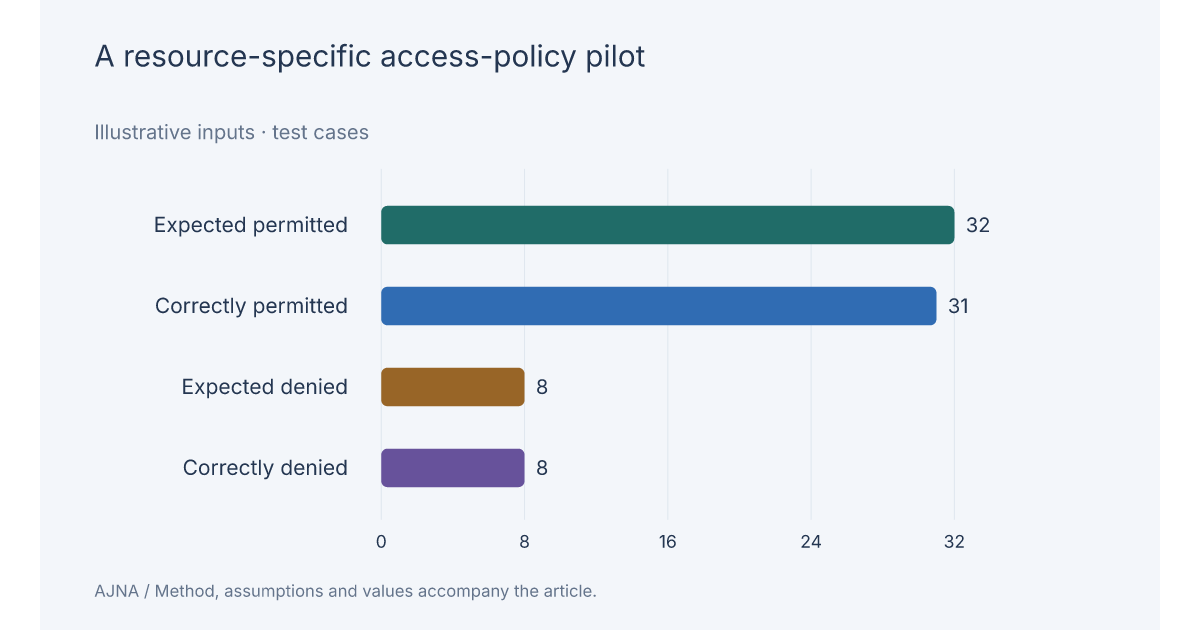 A resource-specific access-policy pilot
Illustrative inputs · test cases
Expected permitted 32
Correctly permitted 31
Expected denied 8
Correctly denied 8
0 8 16 24 32
AJNA / Method, assumptions and values accompany the article.